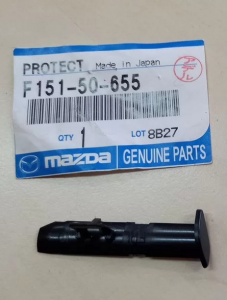 PROTECT Made in Japan
F151-50-655
QTY 1 LOT 8B27
mazda GENUINE PARTS